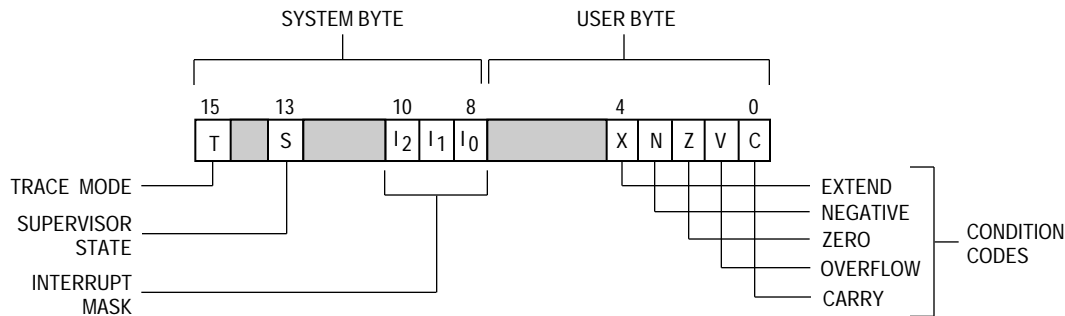 SYSTEM BYTE USER BYTE
15 13 10 8 4 0
T S I2 I1 I0 X N Z V C
TRACE MODE
SUPERVISOR
STATE
INTERRUPT
MASK
EXTEND
NEGATIVE
ZERO
OVERFLOW
CARRY
CONDITION
CODES